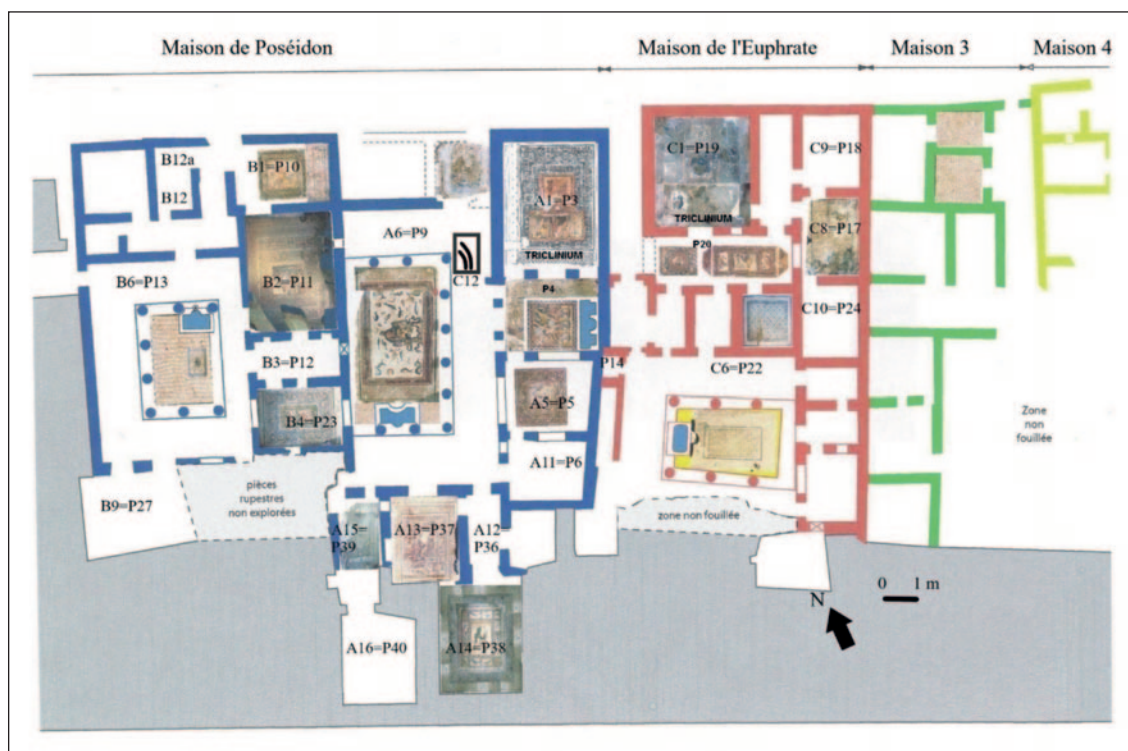 Maison de Poséidon
Maison de l'Euphrate
Maison 3
Maison 4
B12a
B12
B1=P10
A6=P9
C12
A1=P3
TRICLINIUM
C1=P19
TRICLINIUM
C9=P18
C8=P17
P20
B6=P13
B2=P11
P4
C10=P24
B3=P12
P14
C6=P22
B4=P23
A5=P5
A11=P6
Zone
non
fouillée
B9=P27
pièces
rupestres
non explorées
zone non fouillée
A15=
P39
A13=P37
A12=
P36
0 1 m
N
A16=P40
A14=P38